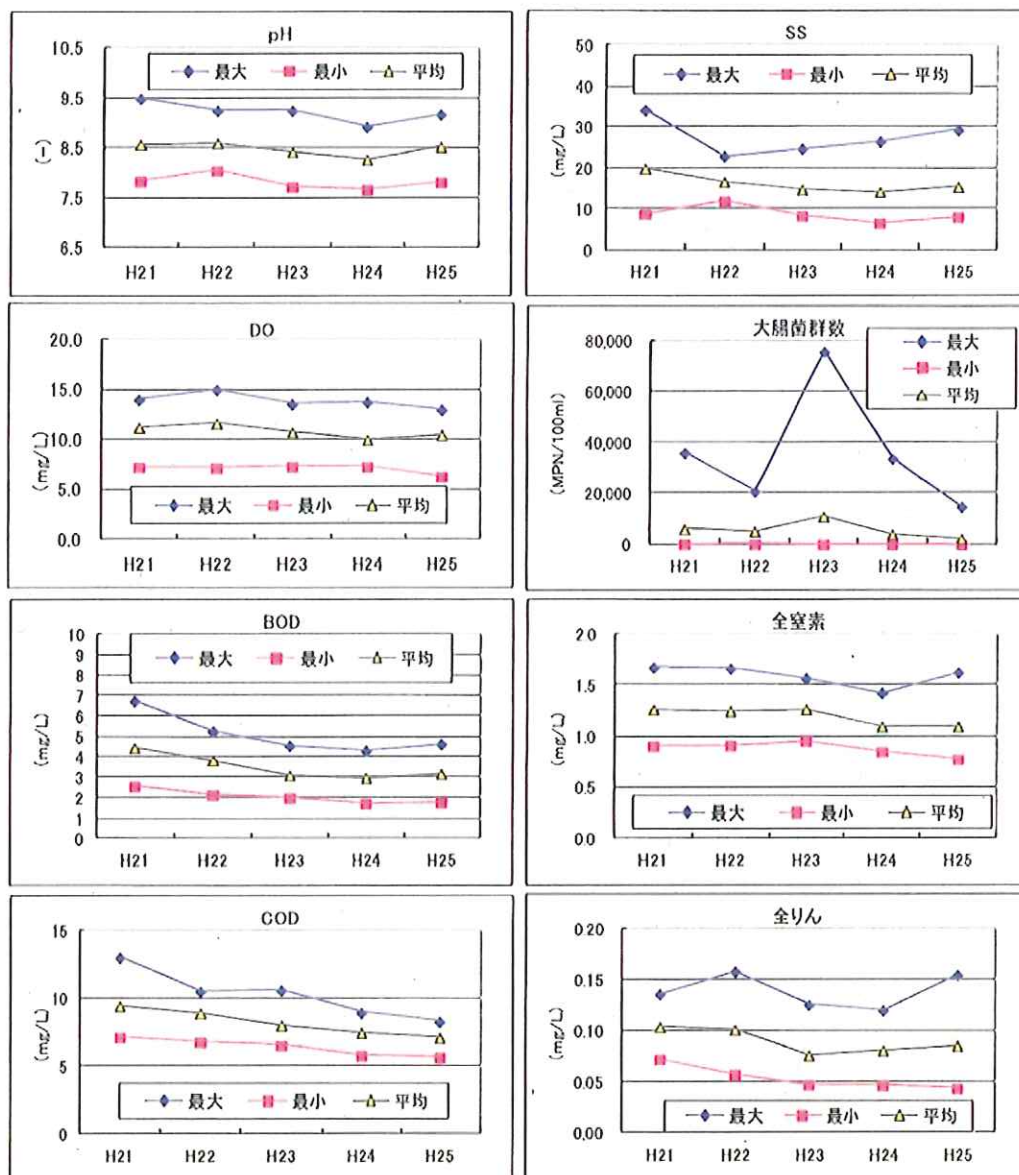 pH
最大 最小 平均
10.5
9.5
8.5
7.5
6.5
(-)
H21 H22 H23 H24 H25
SS
最大 最小 平均
50
40
30
20
10
0
(mg/L)
H21 H22 H23 H24 H25
DO
20.0
15.0
10.0
5.0
0.0
(mg/L)
最大 最小 平均
H21 H22 H23 H24 H25
大腸菌群数
最大
最小
平均
80,000
60,000
40,000
20,000
0
(MPN/100ml)
H21 H22 H23 H24 H25
BOD
最大 最小 平均
10
9
8
7
6
5
4
3
2
1
0
(mg/L)
H21 H22 H23 H24 H25
全窒素
2.0
1.5
1.0
0.5
0.0
(mg/L)
最大 最小 平均
H21 H22 H23 H24 H25
COD
15
10
5
0
(mg/L)
最大 最小 平均
H21 H22 H23 H24 H25
全りん
0.20
0.15
0.10
0.05
0.00
(mg/L)
最大 最小 平均
H21 H22 H23 H24 H25